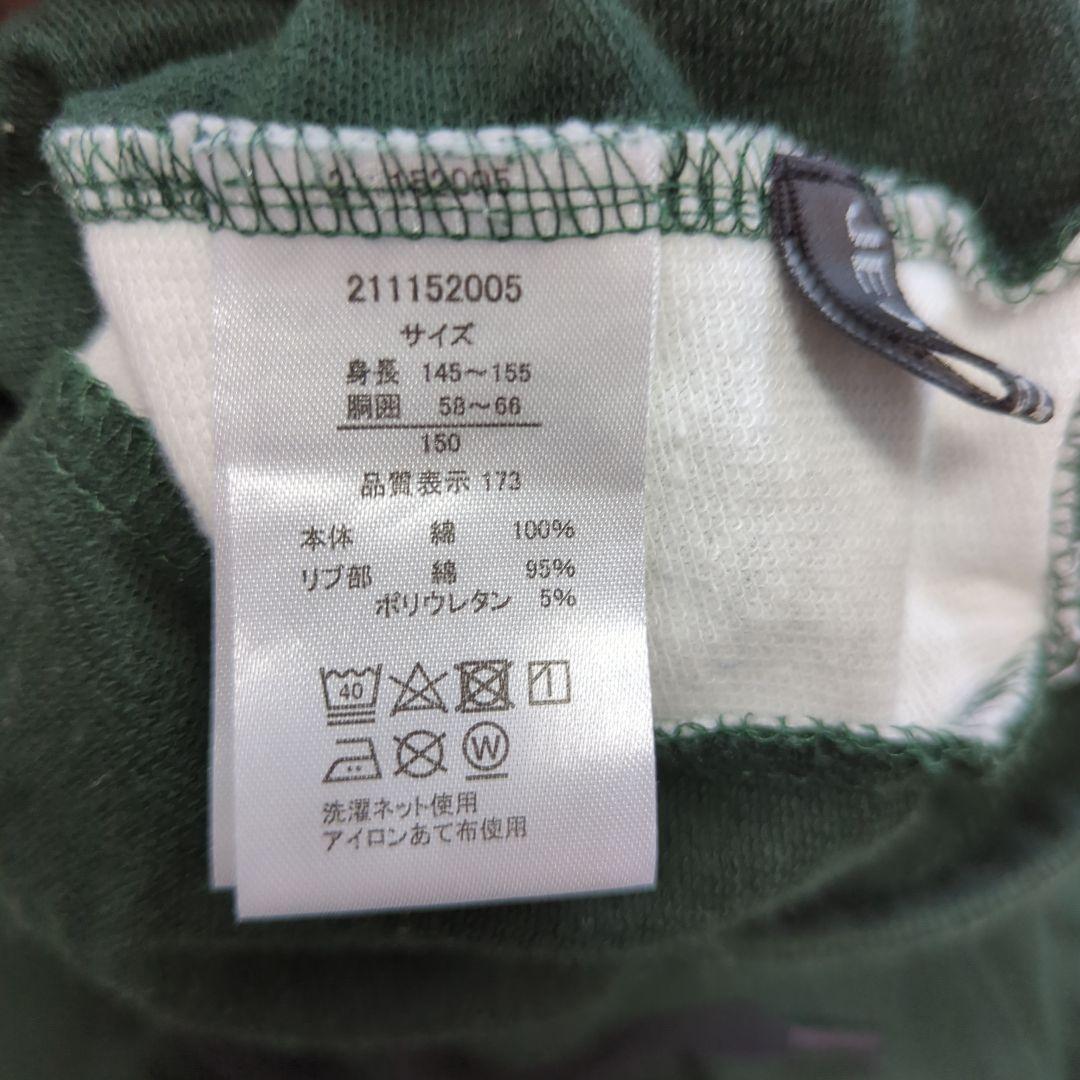 211152005
211152005
サイズ
身長 145～155
胴囲 58～66
150
品質表示 173
本体 綿 100%
リブ部 綿 95%
ポリウレタン 5%
40
W
洗濯ネット使用
アイロンあて布使用